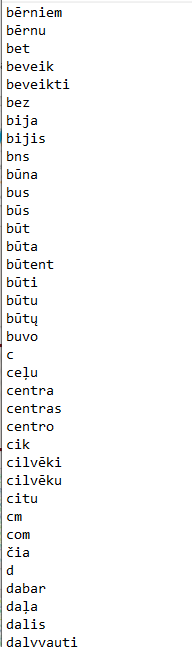 bērniem
bērnu
bet
beveik
beveikti
bez
bija
bijis
bns
būna
bus
būs
būt
būta
būtent
būti
būtu
būtų
buvo
c
ceļu
centra
centras
centro
cik
cilvēki
cilvēku
citu
cm
com
čia
d
dabar
daļa
dalis
dalyvauti